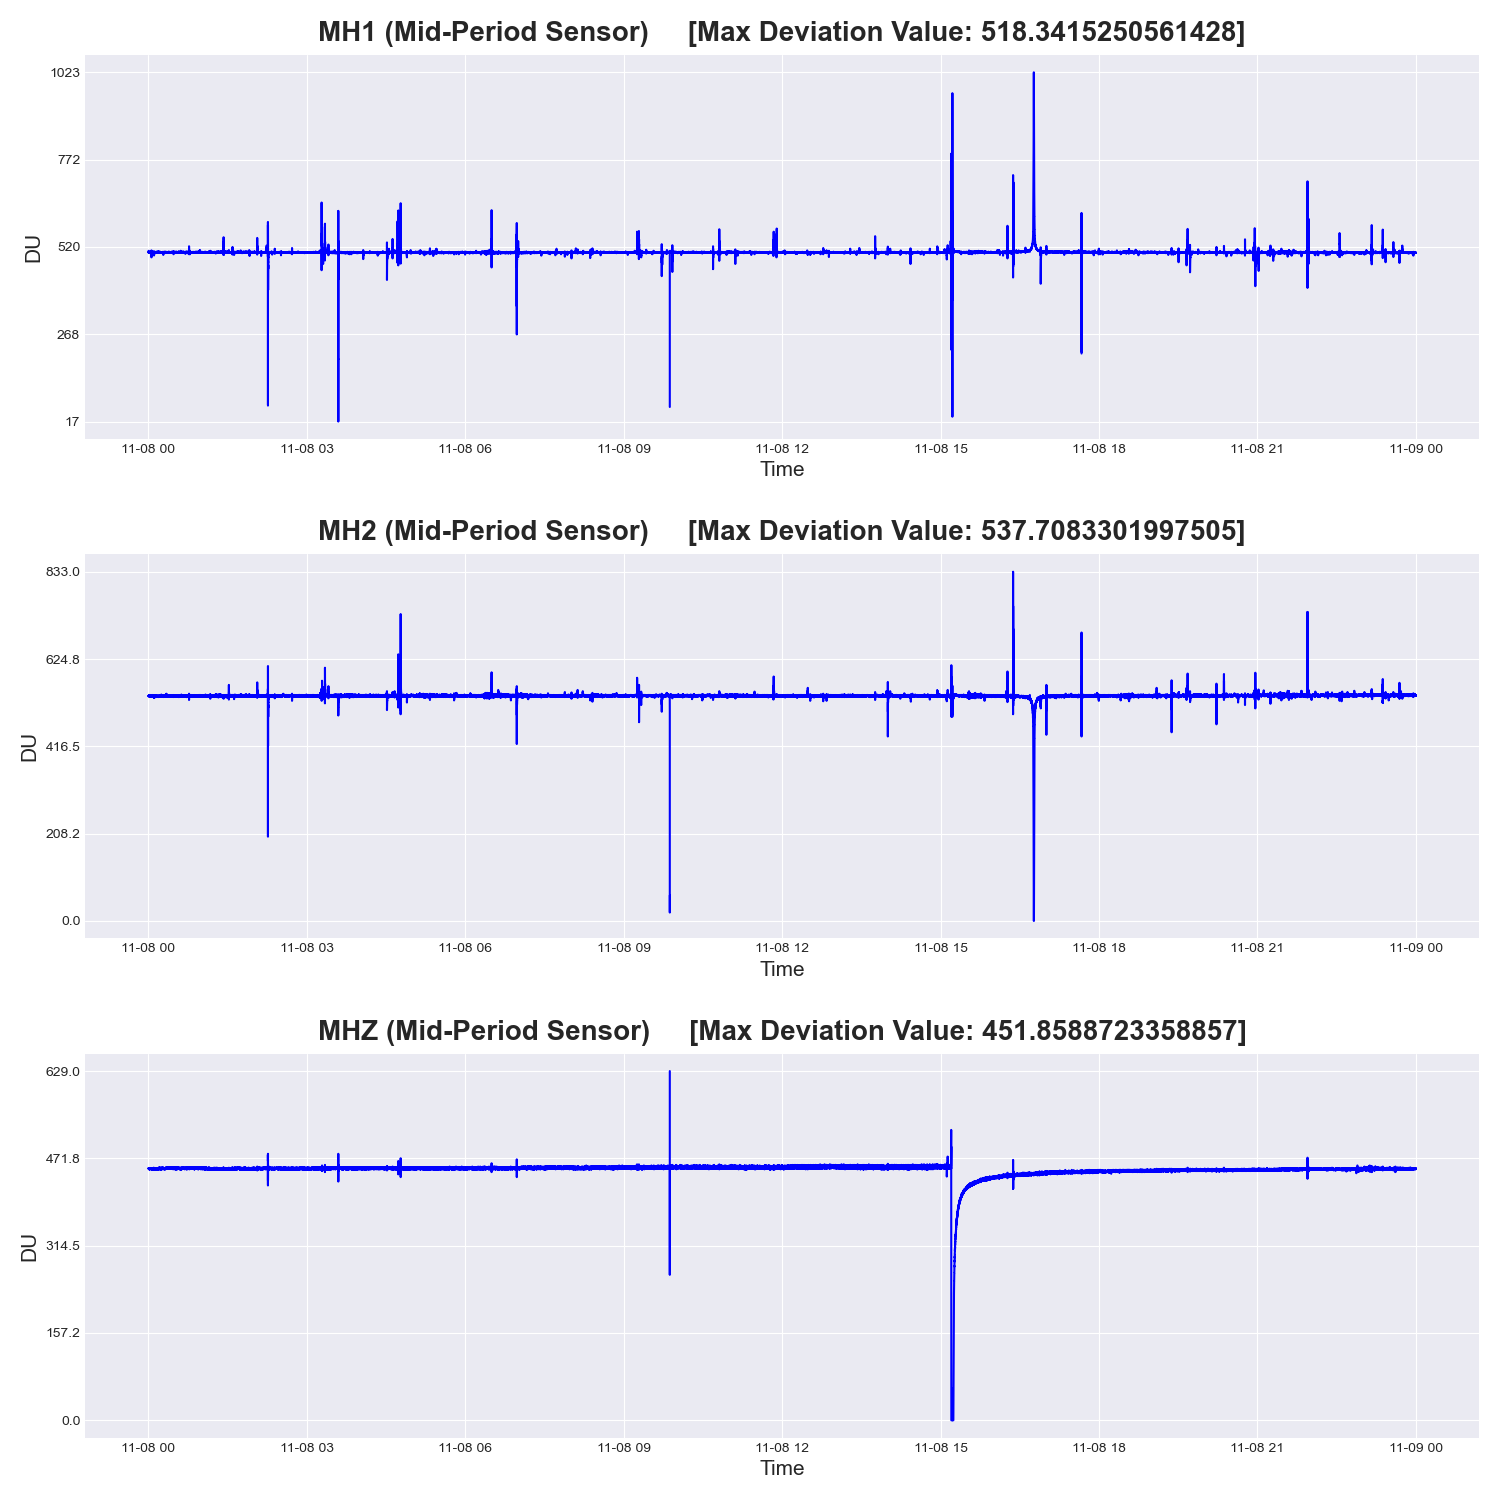 MH1 (Mid-Period Sensor) [Max Deviation Value: 518.3415250561428]
1023
772
520
268
17
DU
11-08 00 11-08 03 11-08 06 11-08 09 11-08 12 11-08 15 11-08 18 11-08 21 11-09 00
Time
MH2 (Mid-Period Sensor) [Max Deviation Value: 537.7083301997505]
833.0
624.8
416.5
208.2
0.0
DU
11-08 00 11-08 03 11-08 06 11-08 09 11-08 12 11-08 15 11-08 18 11-08 21 11-09 00
Time
MHZ (Mid-Period Sensor) [Max Deviation Value: 451.8588723358857]
629.0
471.8
314.5
157.2
0.0
DU
11-08 00 11-08 03 11-08 06 11-08 09 11-08 12 11-08 15 11-08 18 11-08 21 11-09 00
Time